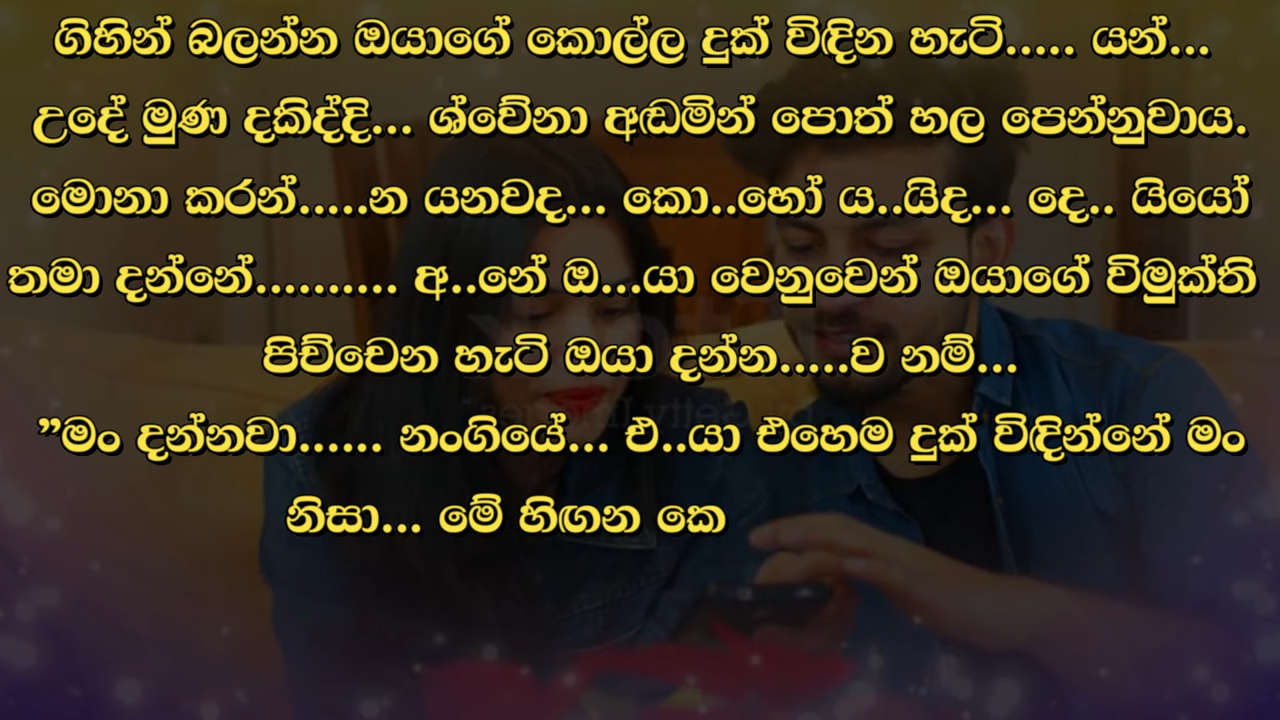 ගිහින් බලන්න ඔයාගේ කොල්ල දුක් විඳින හැටි..... යන්...
උදේ මුණ දකිද්දි... ශ්වේනා අඬමින් පොත් හල පෙන්නුවාය.
මොනා කරන්.....න යනවද... කො..හෝ ය..යිද... දෙ.. යියෝ
තමා දන්නේ.......... අ..නේ ඔ...යා වෙනුවෙන් ඔයාගේ විමුක්ති
පිච්චෙන හැටි ඔයා දන්න.....ව නම්...
”මං දන්නවා...... නංගියේ... එ..යා එහෙම දුක් විඳින්නේ මං
නිසා... මේ හිඟන කෙ